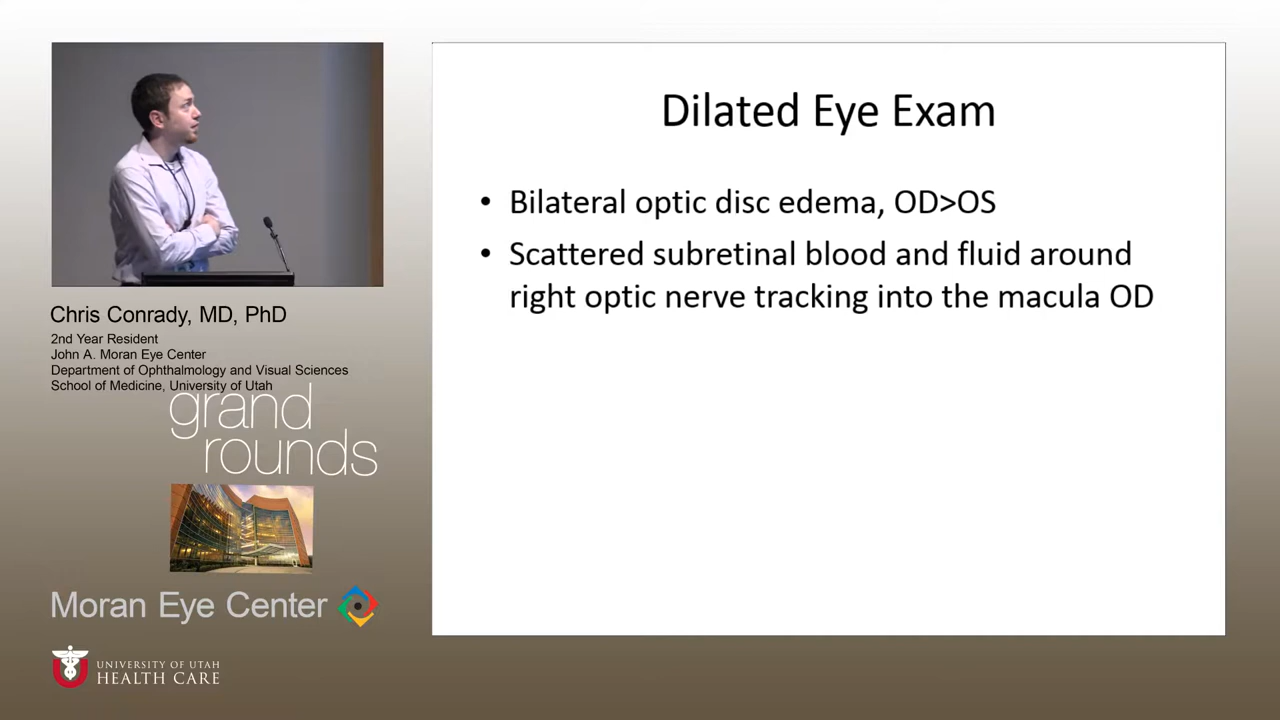 Dilated Eye Exam
• Bilateral optic disc edema, OD>OS
• Scattered subretinal blood and fluid around
right optic nerve tracking into the macula OD
Chris Conrady, MD, PhD
2nd Year Resident
John A. Moran Eye Center
Department of Ophthalmology and Visual Sciences
School of Medicine, University of Utah
grand
rounds
Moran Eye Center
UNIVERSITY OF UTAH
HEALTH CARE